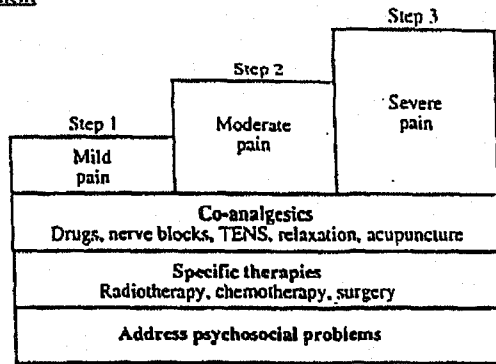 Step 3
Step 2
Severe
pain
Step 1
Moderate
pain
Mild
pain
Co-analgesics
Drugs, nerve blocks, TENS, relaxation, acupuncture
Specific therapies
Radiotherapy, chemotherapy, surgery
Address psychosocial problems